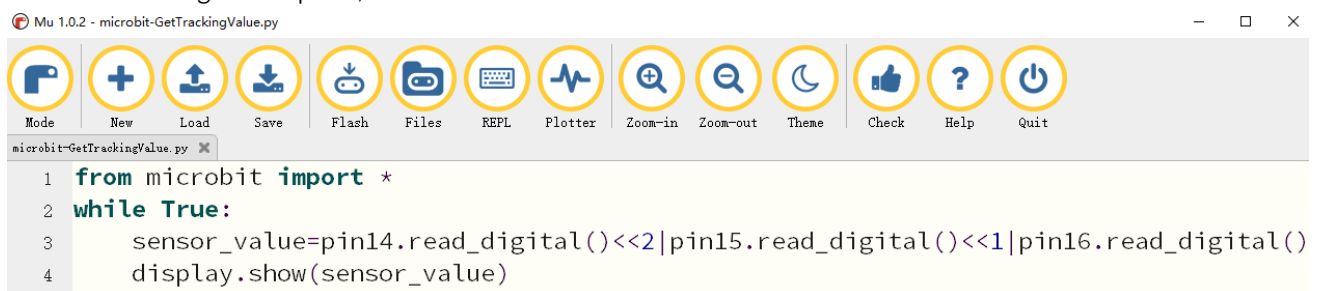 Mu 1.0.2 - microbit-GetTrackingValue.py
Mode New Load Save Flash Files REPL Plotter Zoom-in Zoom-out Theme Check Help Quit
microbit-GetTrackingValue.py
1 from microbit import *
2 while True:
3 sensor_value=pin14.read_digital()<<2|pin15.read_digital()<<1|pin16.read_digital()
4 display.show(sensor_value)